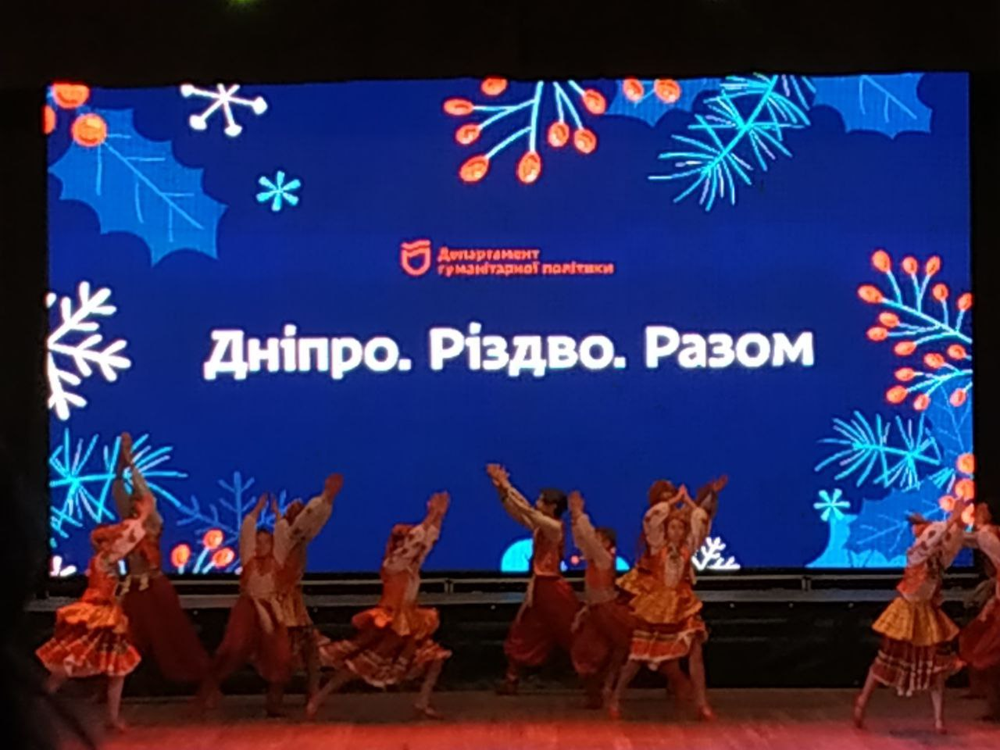 Департамент
гуманітарної політики
Дніпро. Різдво. Разом